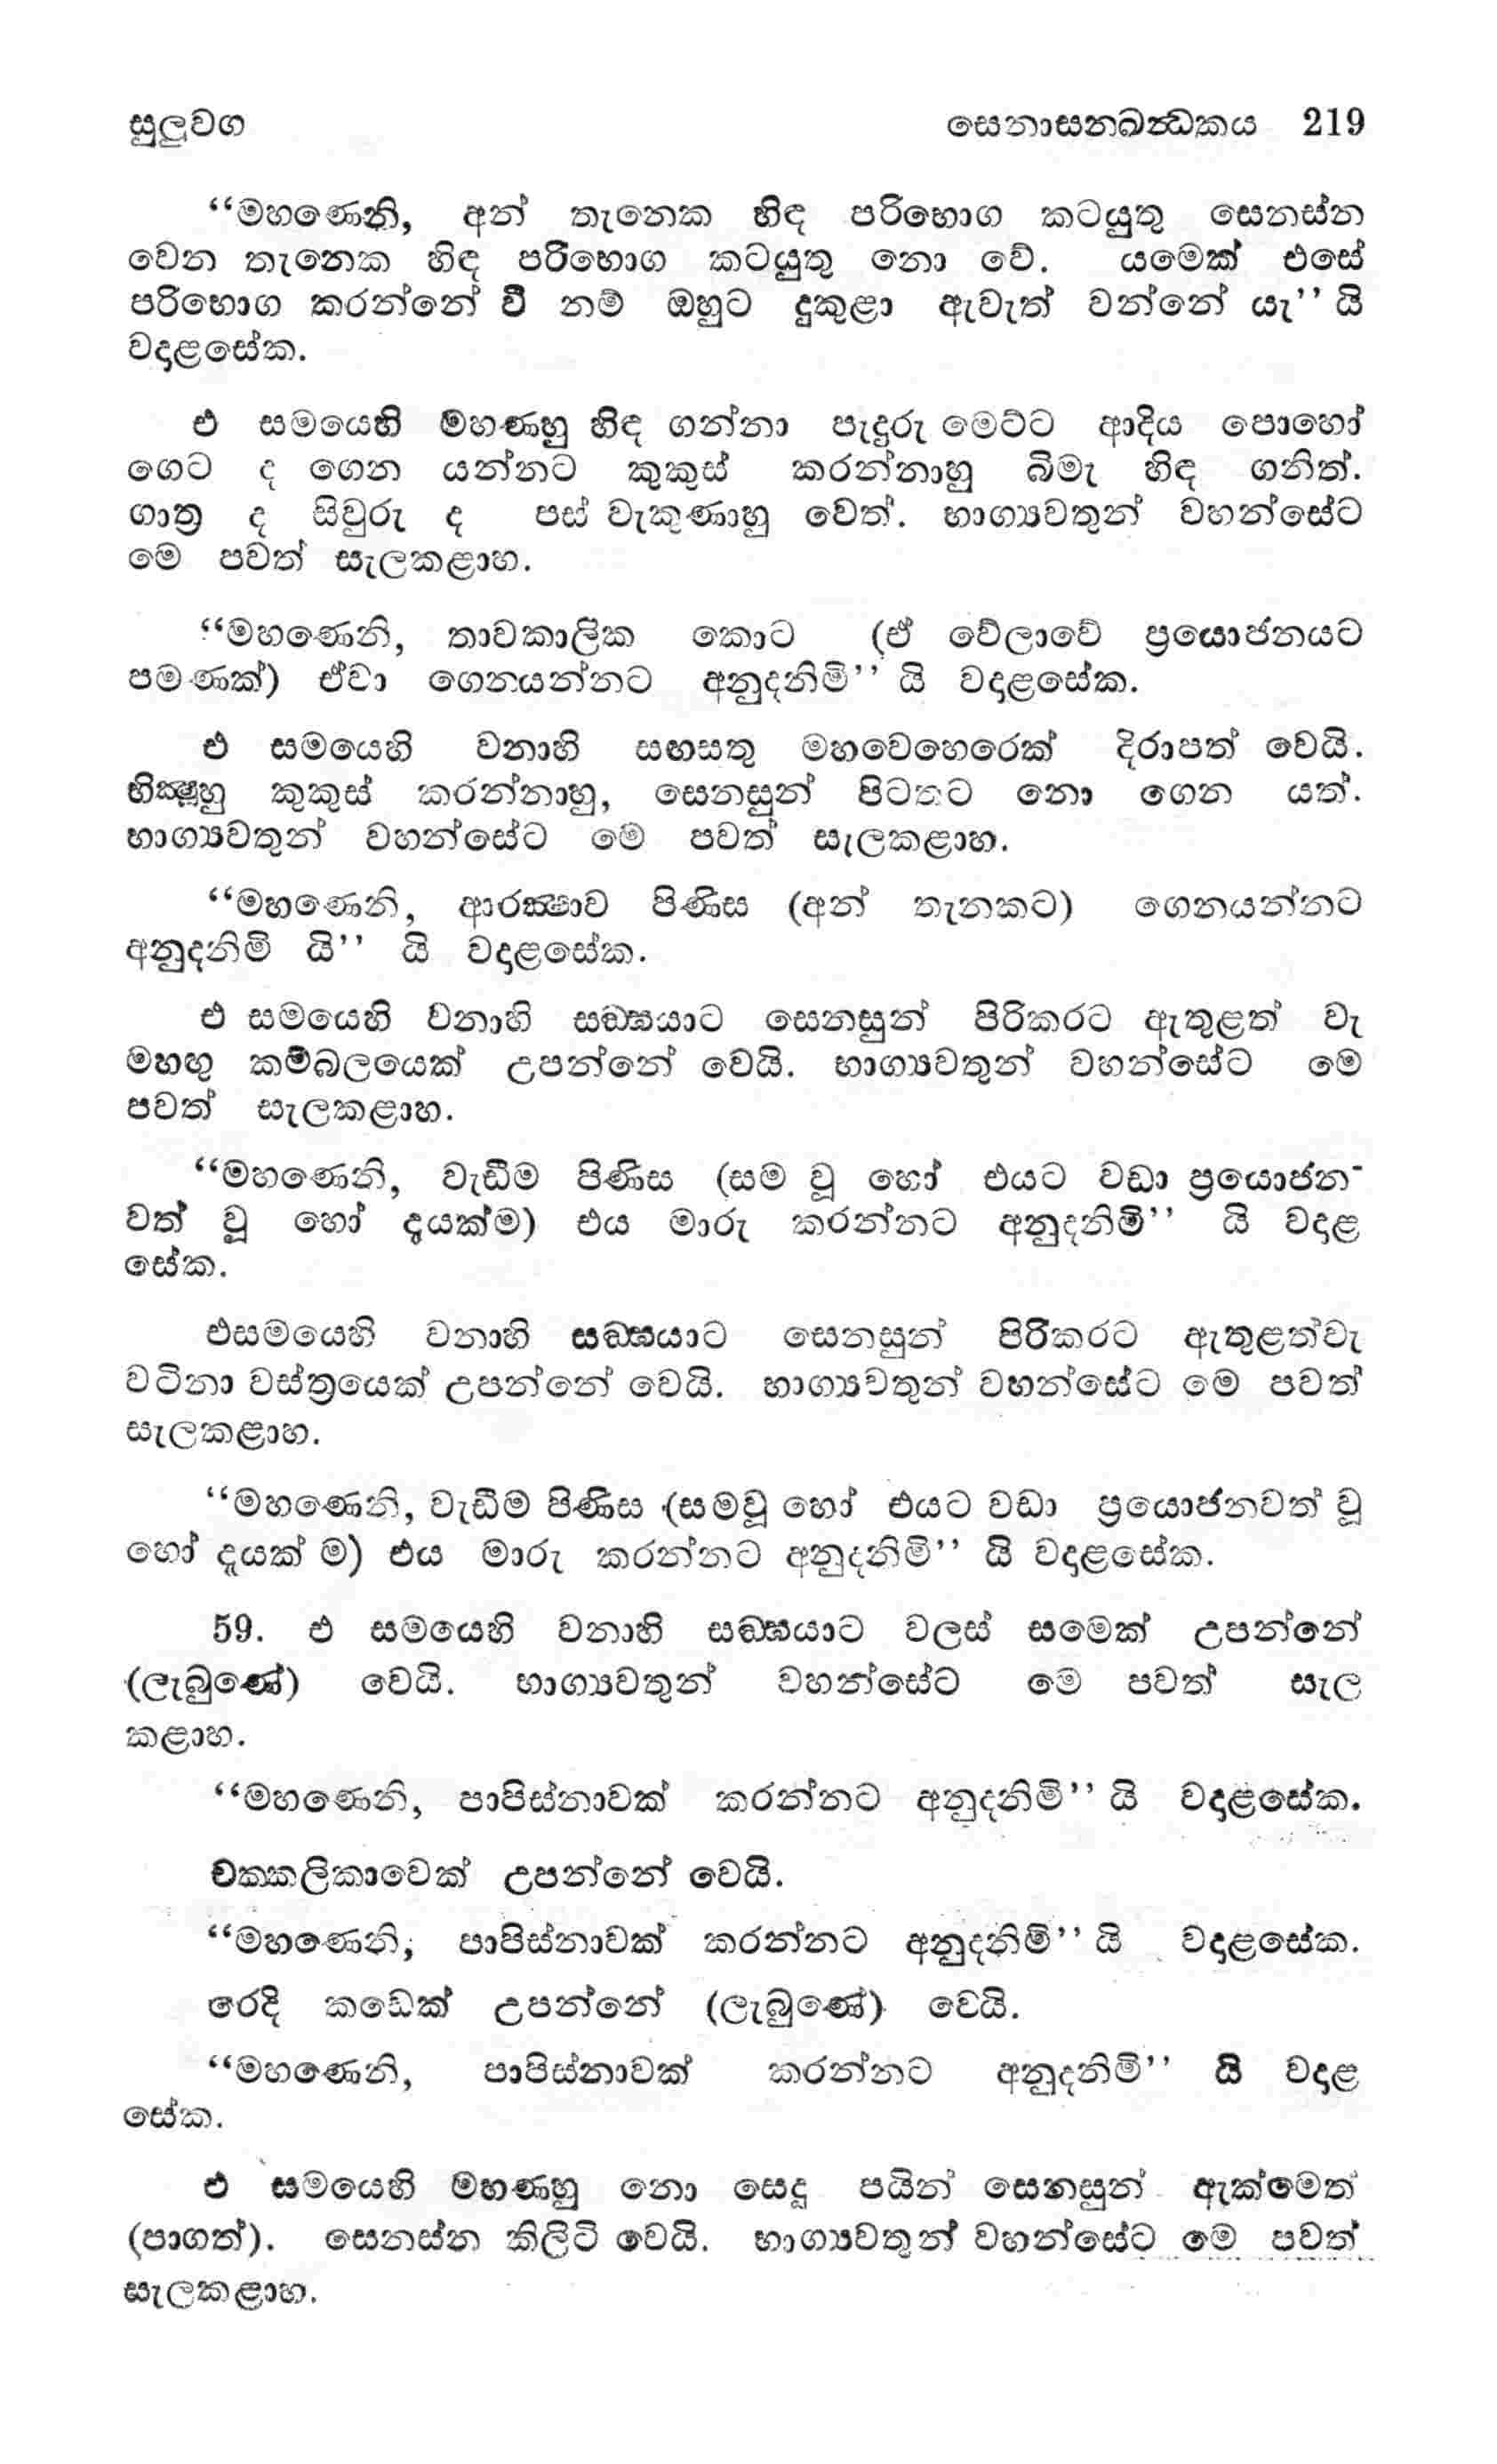 සුලුවග සෙනාසනඛන්ධකය 219
“මහණෙනි, අන් තැනෙක හිඳ පරිභොග කටයුතු සෙනස්න
වෙන තැනෙක හිඳ පරිභොග කටයුතු නො වේ. යමෙක් එසේ
පරිභොග කරන්නේ වී නම් ඔහුට දුකුළා ඇවැත් වන්නේ යැ’’ යි
වදාළසේක.
එ සමයෙහි මහණහු හිඳ ගන්නා පැදුරු මෙට්ට ආදිය පොහෝ
ගෙට ද ගෙන යන්නට කුකුස් කරන්නාහු බිමැ හිඳ ගනිත්.
ගාත්‍ර ද සිවුරු ද පස් වැකුණාහු වෙත්. භාග්‍යවතුන් වහන්සේට
මෙ පවත් සැලකළාහ.
“මහණෙනි, තාවකාලික කොට (ඒ වේලාවේ ප්‍රයොජනයට
පමණක්) ඒවා ගෙනයන්නට අනුදනිමි’’ යි වදාළසේක.
එ සමයෙහි වනාහි සඟසතු මහවෙහෙරෙක් දිරාපත් වෙයි.
භික්‍ෂූහු කුකුස් කරන්නාහු, සෙනසුන් පිටතට නො ගෙන යත්.
භාග්‍යවතුන් වහන්සේට මේ පවත් සැලකළාහ.
“මහණෙනි, ආරක්‍ෂාව පිණිස (අන් තැනකට) ගෙනයන්නට
අනුදනිමි යි’’ යි වදාළසේක.
එ සමයෙහි වනාහි සඞ්ඝයාට සෙනසුන් පිරිකරට ඇතුළත් වැ
මහඟු කම්බලයෙක් උපන්නේ වෙයි. භාග්‍යවතුන් වහන්සේට මෙ
පවත් සැලකළාහ.
“මහණෙනි, වැඩීම පිණිස (සම වූ හෝ එයට වඩා ප්‍රයොජන-
වත් වූ හෝ දෑයක්ම) එය මාරු කරන්නට අනුදනිමි’’ යි වදාළ
සේක.
එසමයෙහි වනාහි සඞ්ඝයාට සෙනසුන් පිරිකරට ඇතුළත්වැ
වටිනා වස්ත්‍රයෙක් උපන්නේ වෙයි. භාග්‍යවතුන් වහන්සේට මෙ පවත්
සැලකළාහ.
“මහණෙනි, වැඩීම පිණිස (සමවූ හෝ එයට වඩා ප්‍රයොජනවත් වූ
හෝ දෑයක් ම) එය මාරු කරන්නට අනුදනිමි’’ යි වදාළසේක.
59. එ සමයෙහි වනාහි සඞ්ඝයාට වලස් සමෙක් උපන්නේ
(ලැබුණේ) වෙයි. භාග්‍යවතුන් වහන්සේට මෙ පවත් සැල
කළාහ.
“මහණෙනි, පාපිස්නාවක් කරන්නට අනුදනිමි’’ යි වදාළසේක.
චක්කලිකාවෙක් උපන්නේ වෙයි.
“මහණෙනි, පාපිස්නාවක් කරන්නට අනුදනිමි’’ යි වදාළසේක.
රෙදි කඩෙක් උපන්නේ (ලැබුණේ) වෙයි.
“මහණෙනි, පාපිස්නාවක් කරන්නට අනුදනිමි’’ යි වදාළ
සේක.
එ සමයෙහි මහණහු නො සෙදූ පයින් සෙනසුන් ඇක්මෙත්
(පාගත්). සෙනස්න කිලිටි වෙයි. භාග්‍යවතුන් වහන්සේට මෙ පවත්
සැලකළාහ.